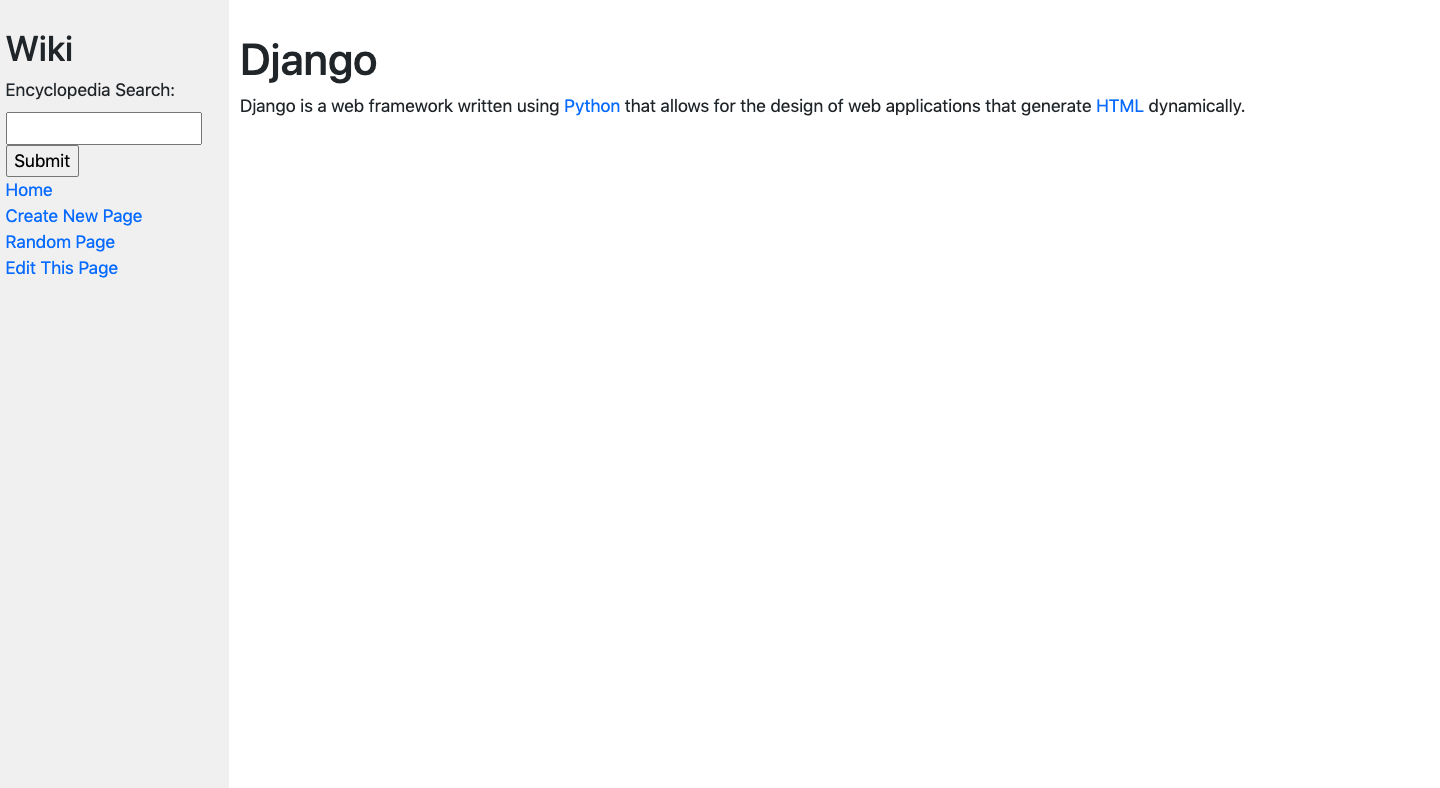 Wiki
Encyclopedia Search:
Submit
Home
Create New Page
Random Page
Edit This Page
Django
Django is a web framework written using Python that allows for the design of web applications that generate HTML dynamically.